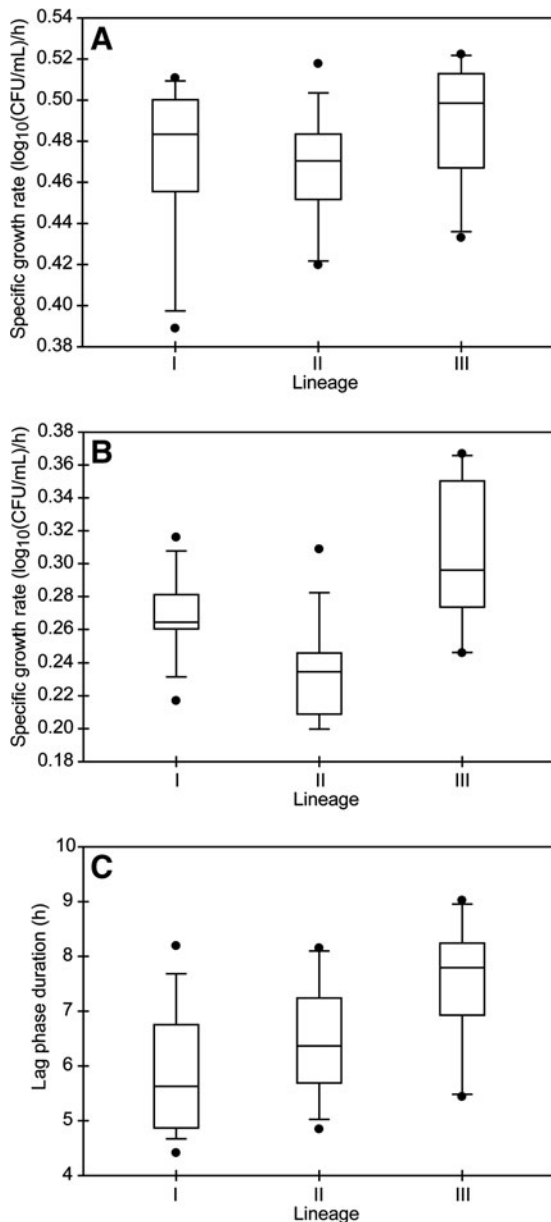 A
Specific growth rate (log10(CFU/mL)/h)
0.54
0.52
0.50
0.48
0.46
0.44
0.42
0.40
0.38
I II III
Lineage
B
Specific growth rate (log10(CFU/mL)/h)
0.38
0.36
0.34
0.32
0.30
0.28
0.26
0.24
0.22
0.20
0.18
I II III
Lineage
C
Lag phase duration (h)
10
9
8
7
6
5
4
I II III
Lineage